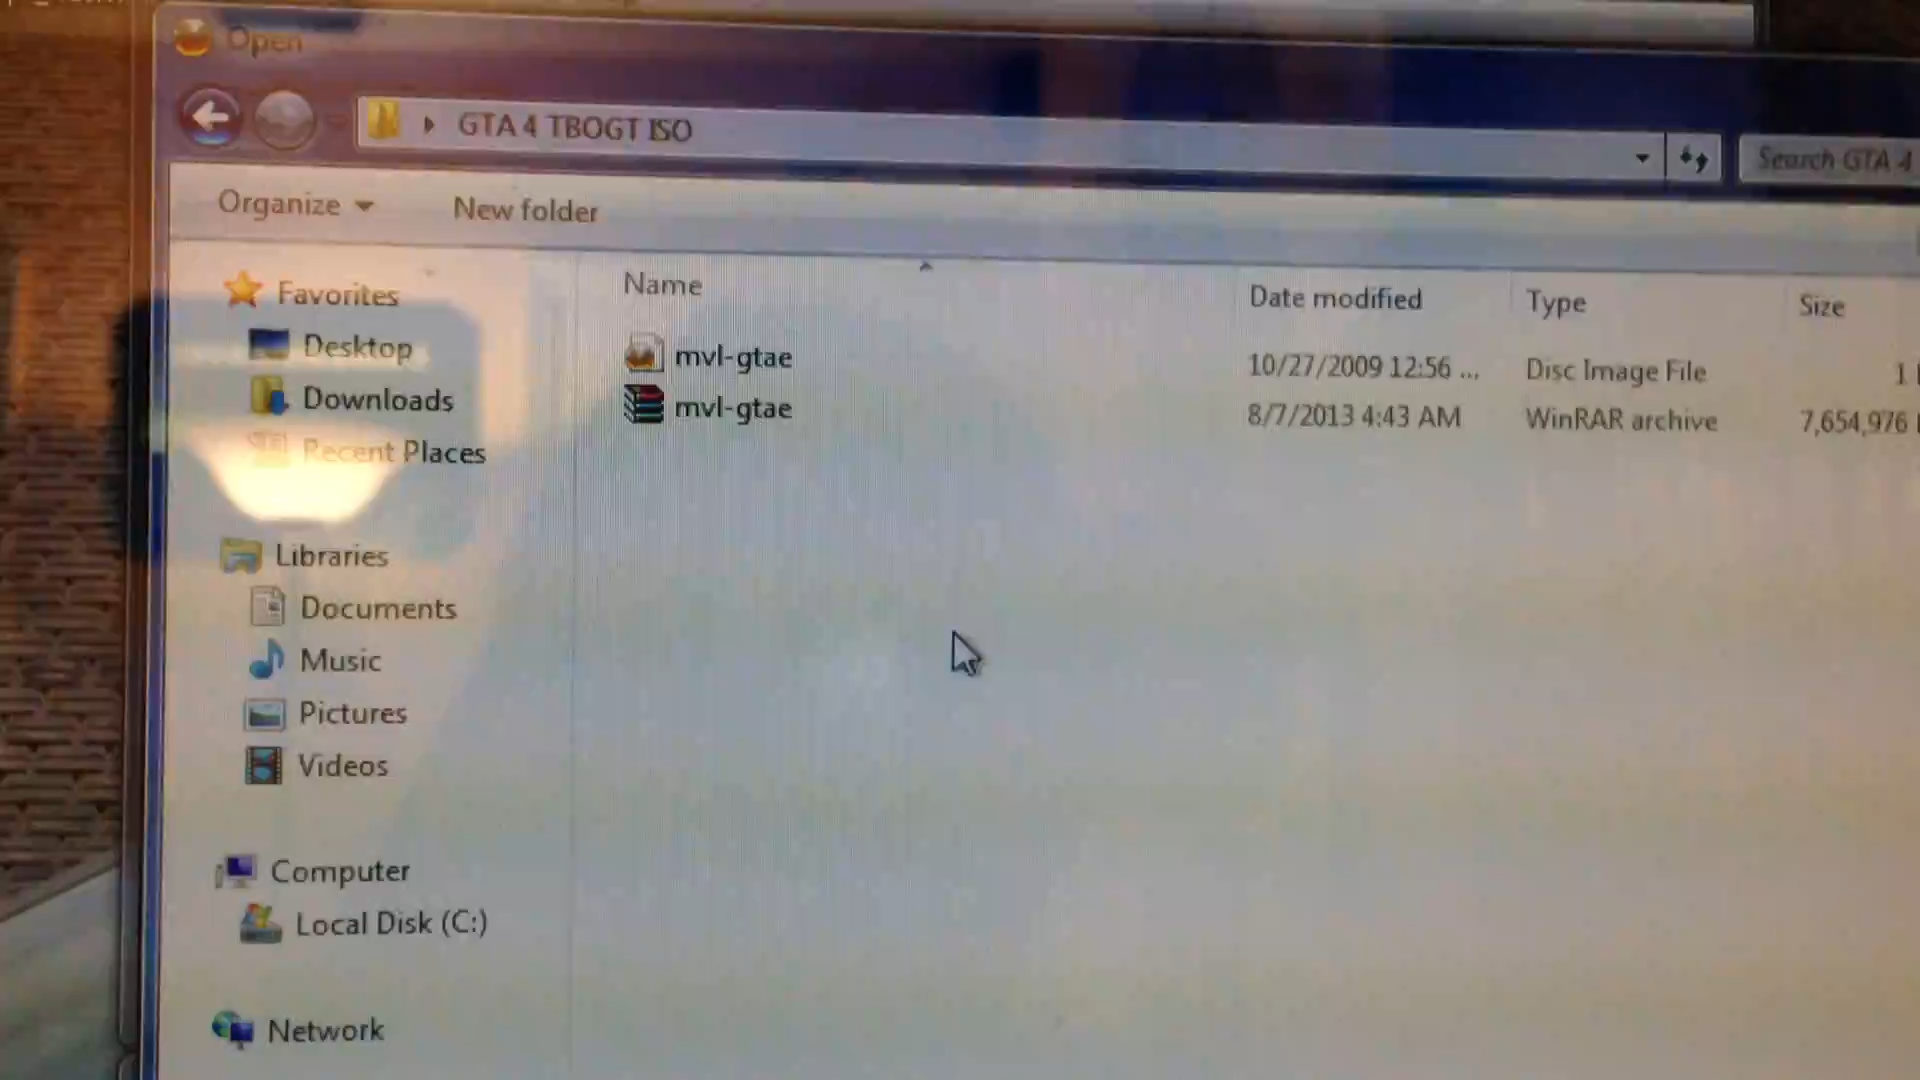 Open
GTA 4 TBOGT ISO
Search GTA 4
Organize
New folder
Name
Date modified
Type
Size
mvl-gtae
10/27/2009 12:56 ...
Disc Image File
1
mvl-gtae
8/7/2013 4:43 AM
WinRAR archive
7,654,976
Favorites
Desktop
Downloads
Recent Places
Libraries
Documents
Music
Pictures
Videos
Computer
Local Disk (C:)
Network